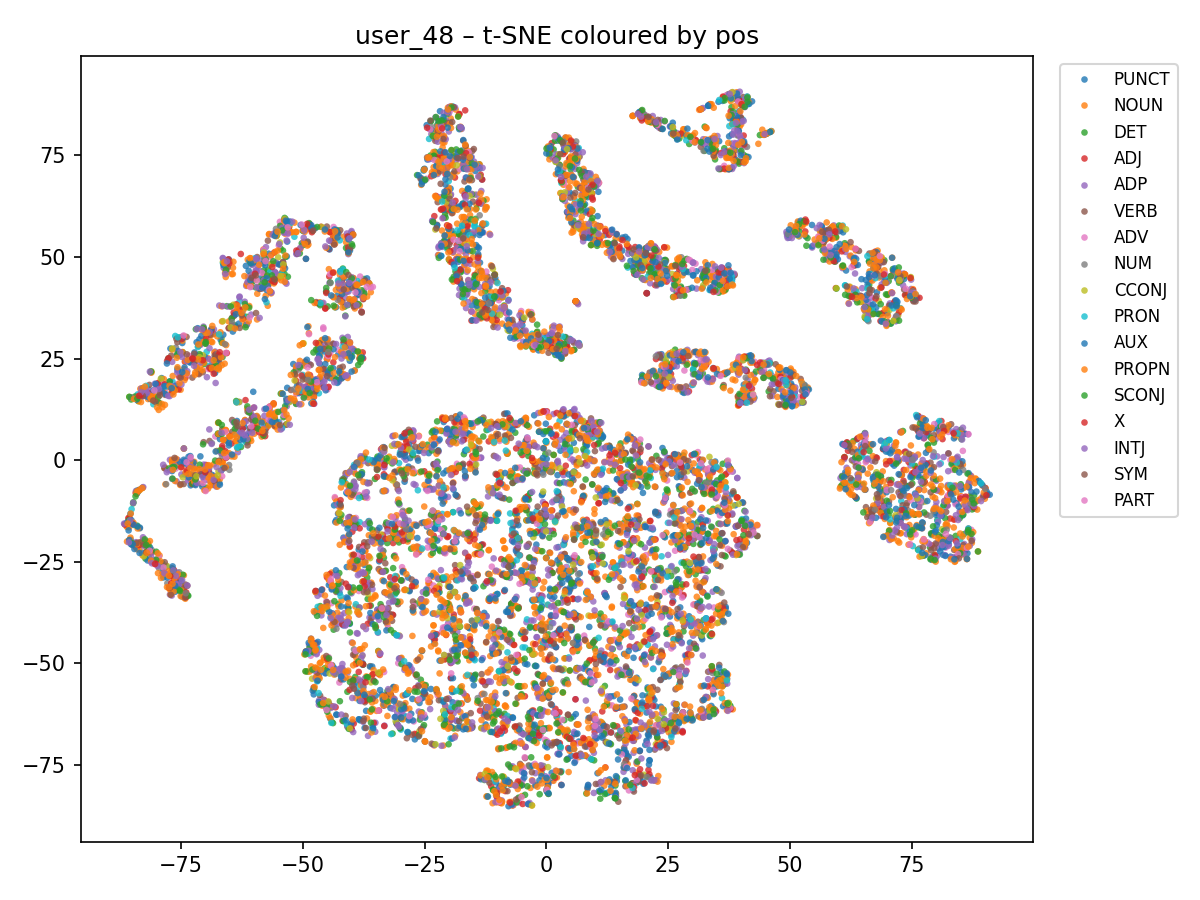 user_48 – t-SNE coloured by pos
75
50
25
0
−25
−50
−75
−75
−50
−25
0
25
50
75
PUNCT
NOUN
DET
ADJ
ADP
VERB
ADV
NUM
CCONJ
PRON
AUX
PROPN
SCONJ
X
INTJ
SYM
PART